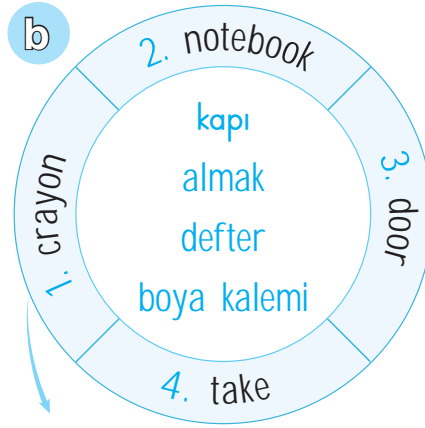 b
1. crayon
2. notebook
3. door
4. take
kapı
almak
defter
boya kalemi